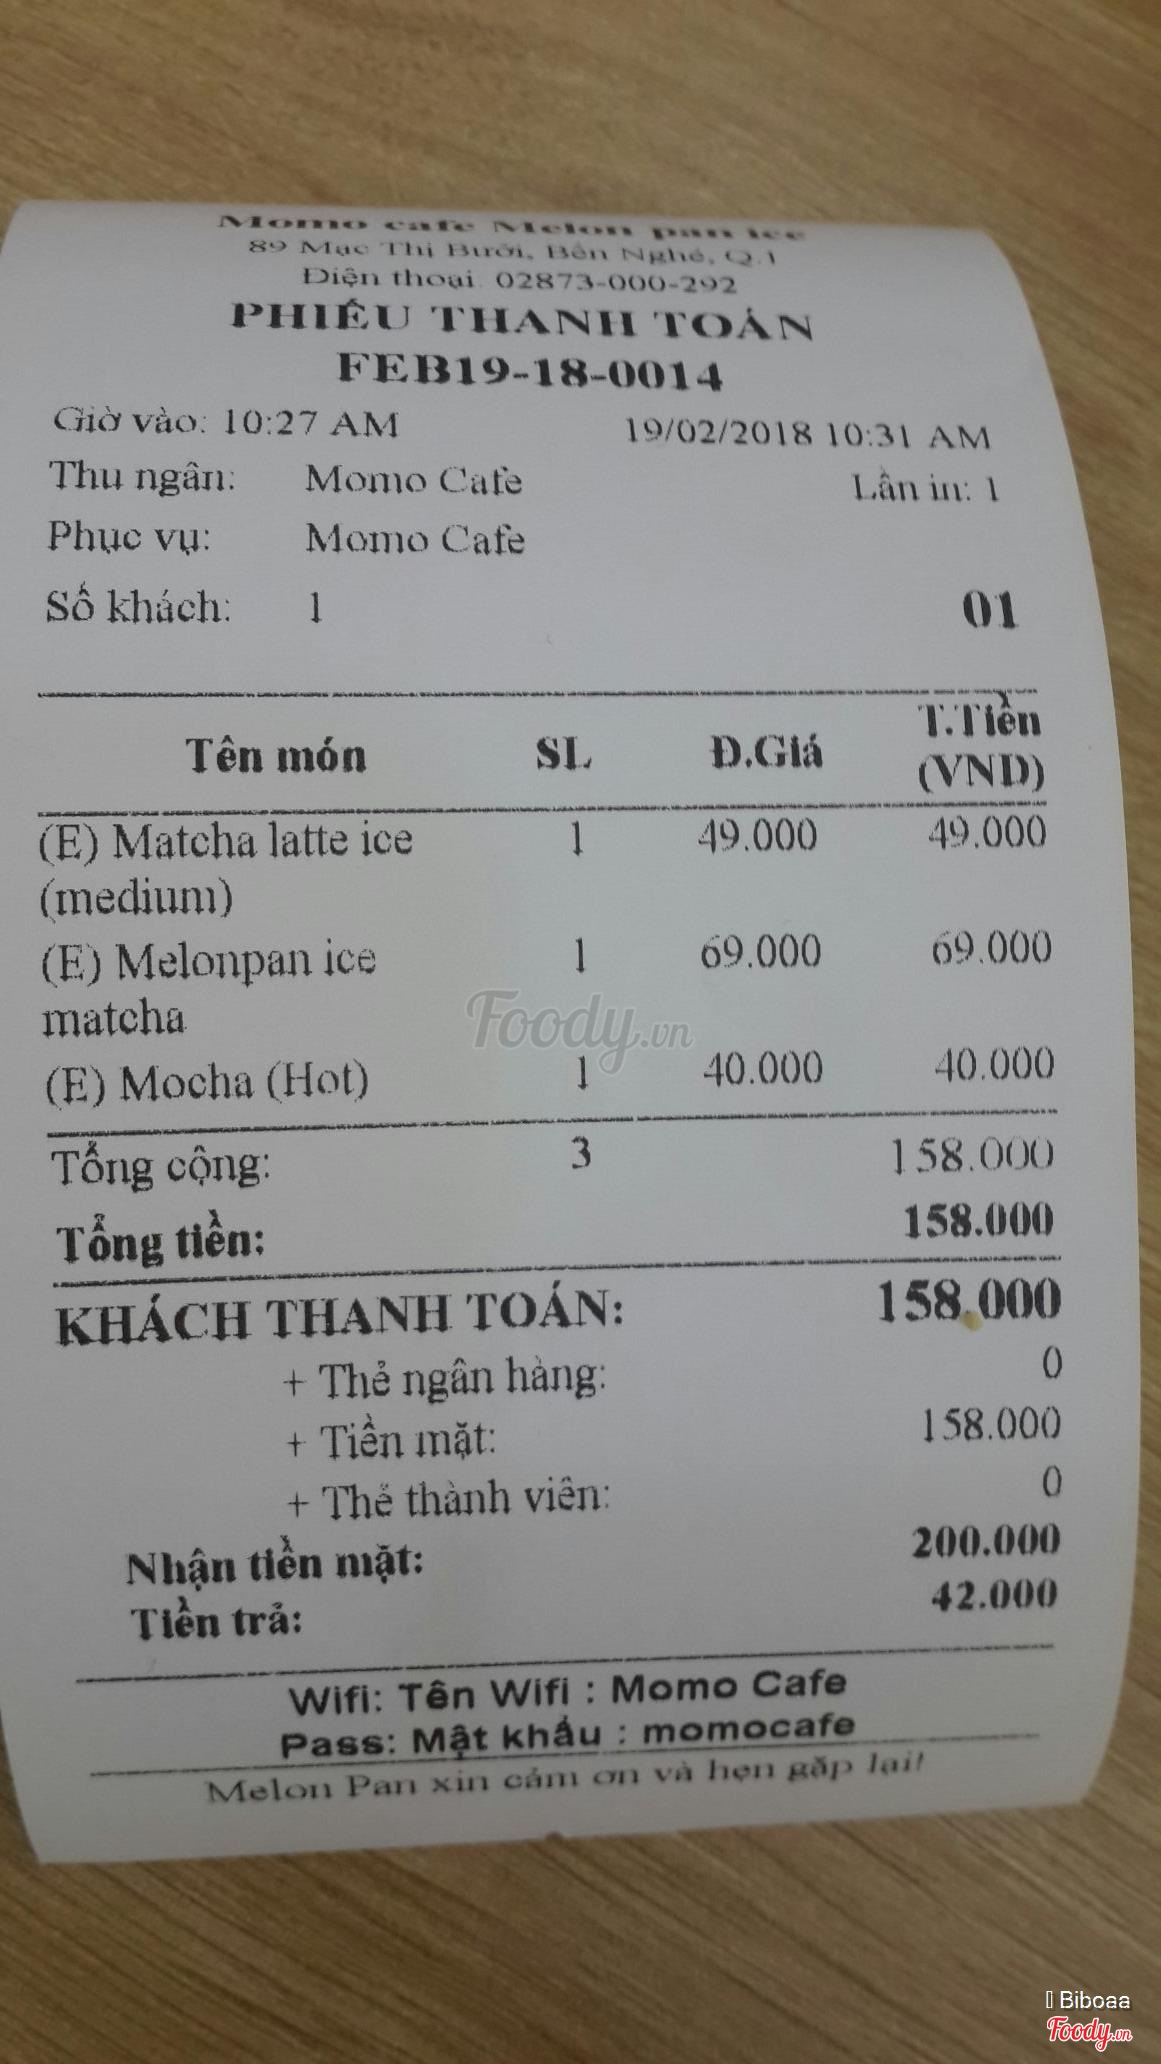 Momo cafe Melon pan ice
89 Mạc Thị Bưởi, Bến Nghé, Q.1
Điện thoại. 02873-000-292
PHIẾU THANH TOÁN
FEB19-18-0014
Giờ vào: 10:27 AM 19/02/2018 10:31 AM
Thu ngân: Momo Cafe Lần in: 1
Phục vụ: Momo Cafe
Số khách: 1 01
Tên món SL Đ.Giá T.Tiền (VND)
(E) Matcha latte ice 1 49.000 49.000
(medium)
(E) Melonpan ice 1 69.000 69.000
matcha
(E) Mocha (Hot) 1 40.000 40.000
Tổng cộng: 3 158.000
Tổng tiền: 158.000
KHÁCH THANH TOÁN: 158.000
+ Thẻ ngân hàng: 0
+ Tiền mặt: 158.000
+ Thẻ thành viên: 0
Nhận tiền mặt: 200.000
Tiền trả: 42.000
Wifi: Tên Wifi : Momo Cafe
Pass: Mật khẩu : momocafe
Melon Pan xin cảm ơn và hẹn gặp lại!
Foody.vn
Biboaa
Foody.vn